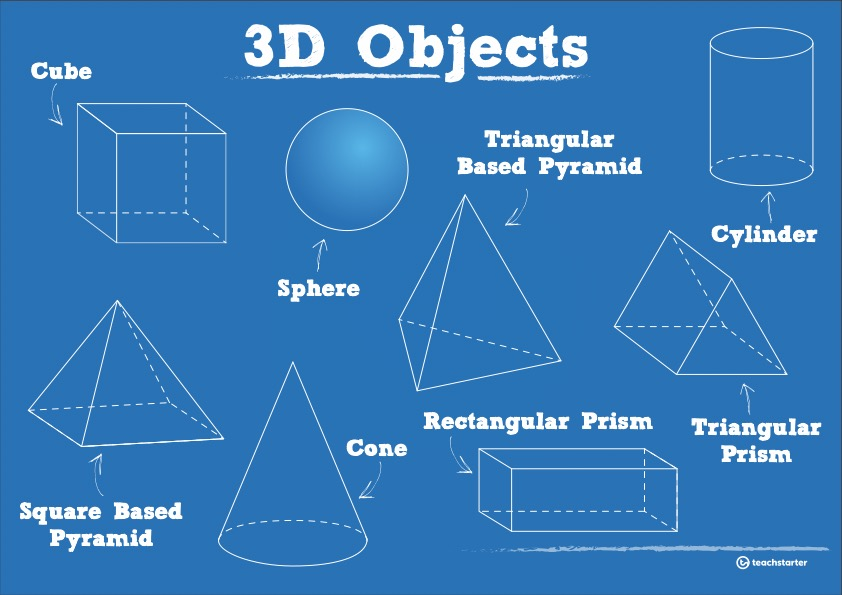 3D Objects
Cube
Triangular
Based Pyramid
Cylinder
Sphere
Rectangular Prism
Triangular
Prism
Cone
Square Based
Pyramid
teachstarter